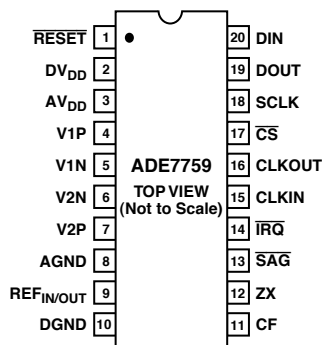 RESET 1 20 DIN
DVDD 2 19 DOUT
AVDD 3 18 SCLK
V1P 4 17 CS
V1N 5 ADE7759 16 CLKOUT
V2N 6 TOP VIEW (Not to Scale) 15 CLKIN
V2P 7 14 IRQ
AGND 8 13 SAG
REFIN/OUT 9 12 ZX
DGND 10 11 CF